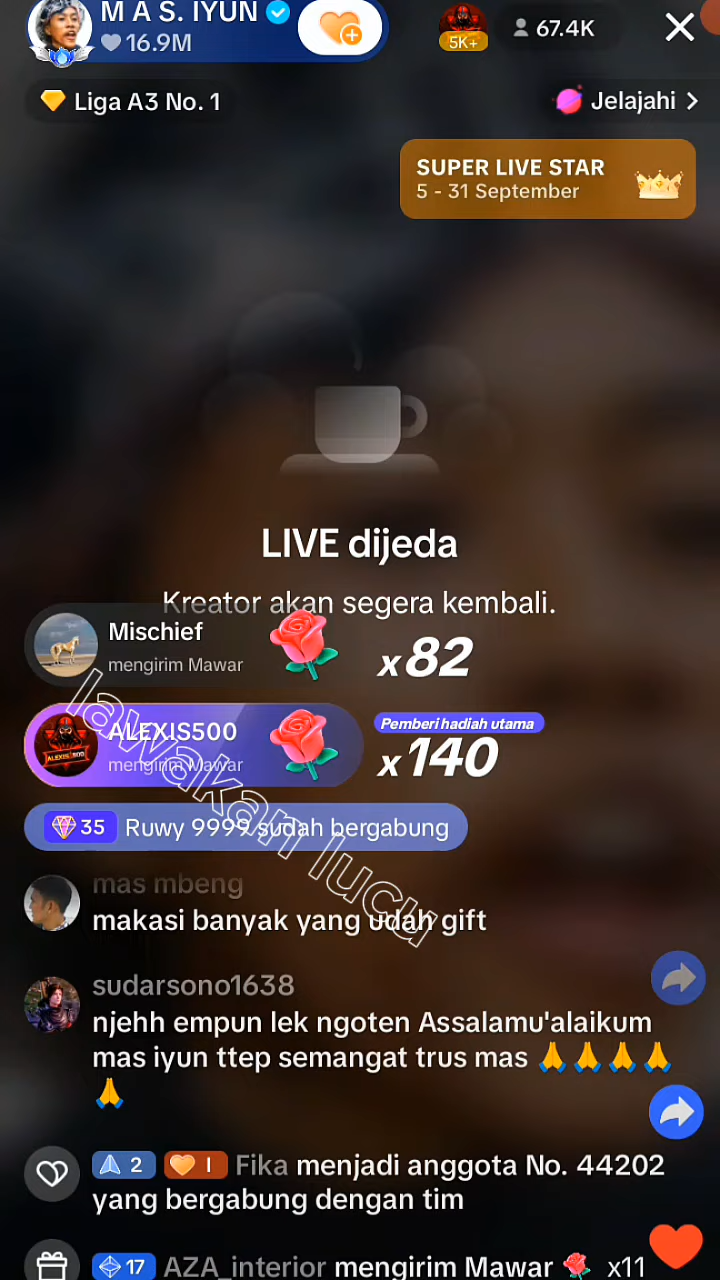 M A S. IYUN
16.9M
5K+
67.4K
Liga A3 No. 1
Jelajahi
SUPER LIVE STAR
5 - 31 September
LIVE dijeda
Kreator akan segera kembali.
Mischief
mengirim Mawar
x82
ALEXIS500
ALEXIS 500
mengirim Mawar
Pemberi hadiah utama
x140
lawakan lucu
35 Ruwy 9999 sudah bergabung
mas mbeng
makasi banyak yang udah gift
sudarsono1638
njehh empun lek ngoten Assalamu'alaikum
mas iyun ttep semangat trus mas 🙏🙏🙏🙏
🙏
2 I Fika menjadi anggota No. 44202
yang bergabung dengan tim
17 AZA_interior mengirim Mawar 🌹 x11